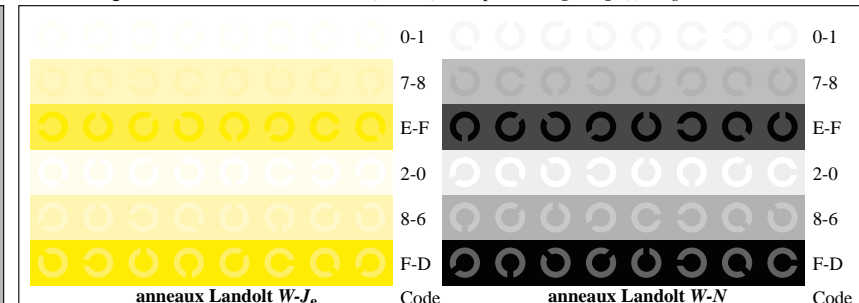 0-1 0-1
7-8 7-8
E-F E-F
2-0 2-0
8-6 8-6
F-D F-D
anneaux Landolt W-Je Code anneaux Landolt W-N Code